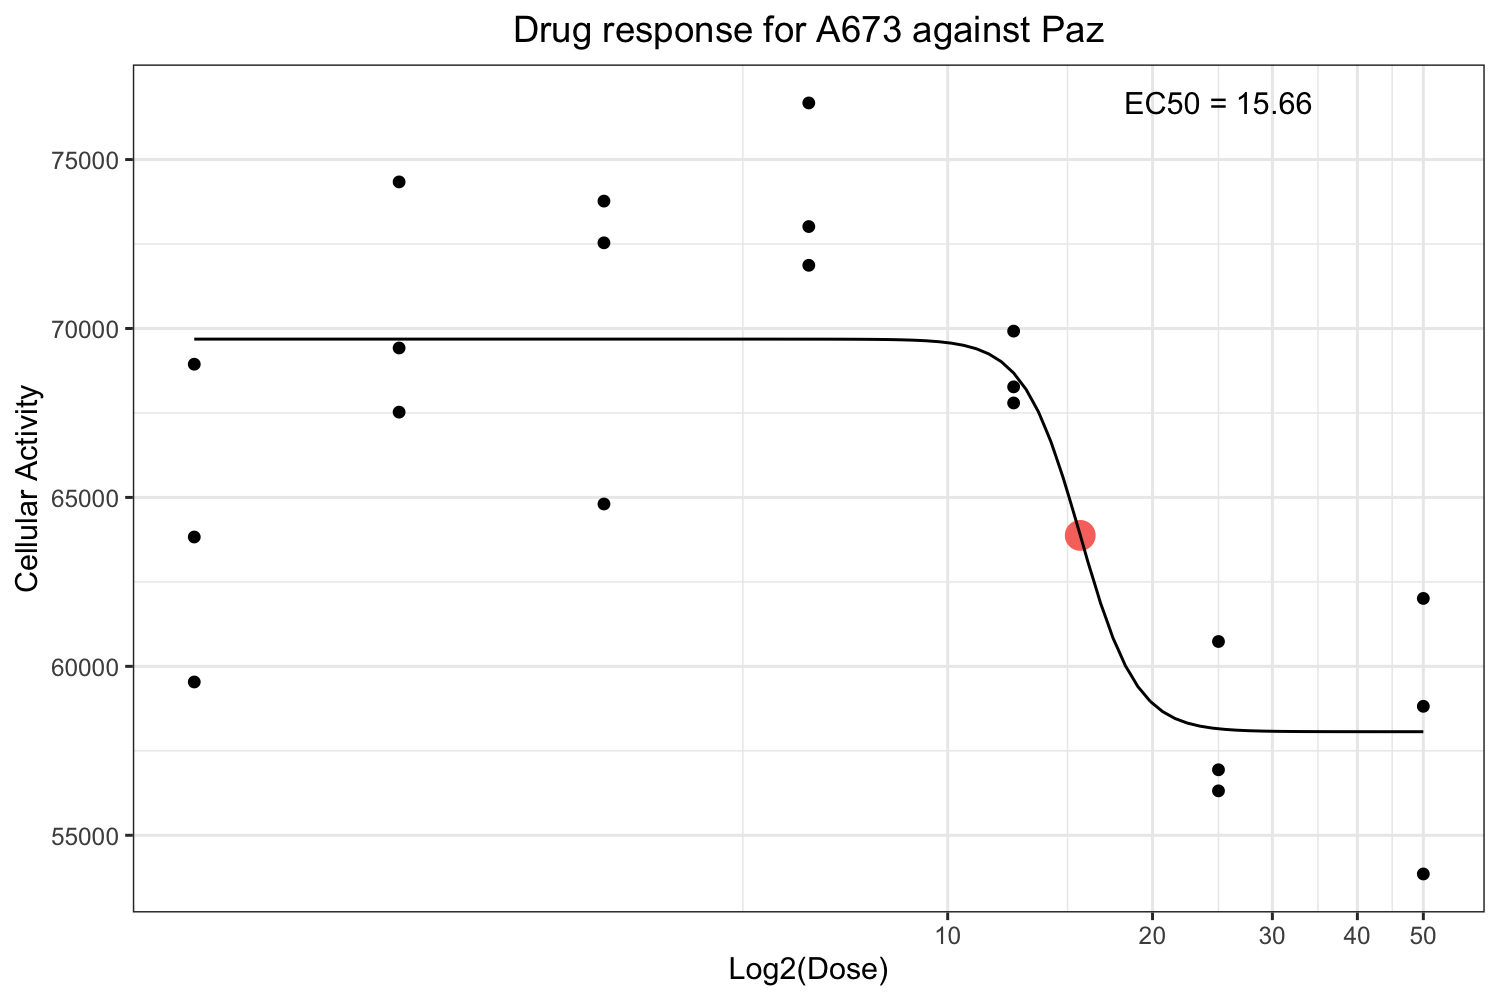 Drug response for A673 against Paz
EC50 = 15.66
75000
70000
65000
60000
55000
Cellular Activity
10 20 30 40 50
Log2(Dose)